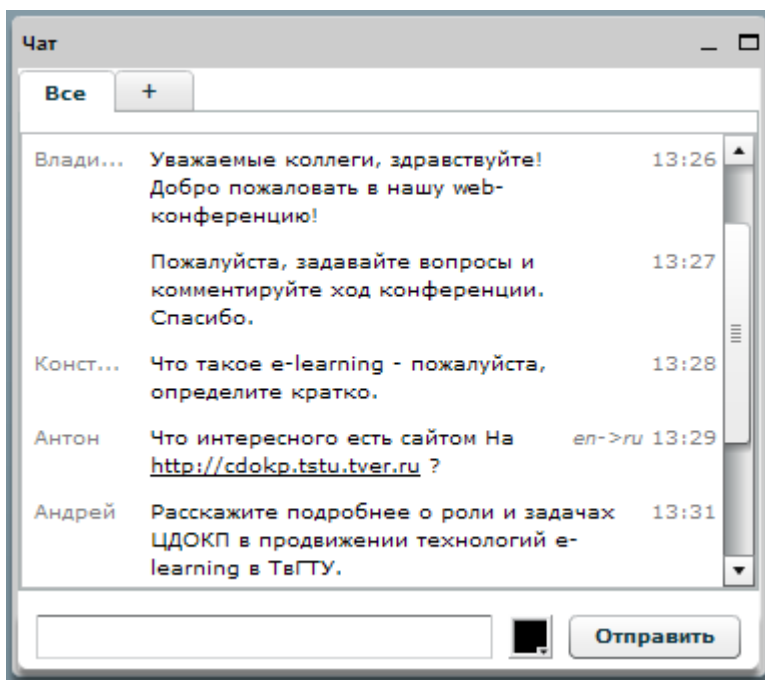 Чат
Все +
Влади... Уважаемые коллеги, здравствуйте! 13:26
Добро пожаловать в нашу web-
конференцию!
Пожалуйста, задавайте вопросы и 13:27
комментируйте ход конференции.
Спасибо.
Конст... Что такое e-learning - пожалуйста, 13:28
определите кратко.
Антон Что интересного есть сайтом На en->ru 13:29
http://cdokp.tstu.tver.ru ?
Андрей Расскажите подробнее о роли и задачах 13:31
ЦДОКП в продвижении технологий e-
learning в ТвГТУ.
Отправить